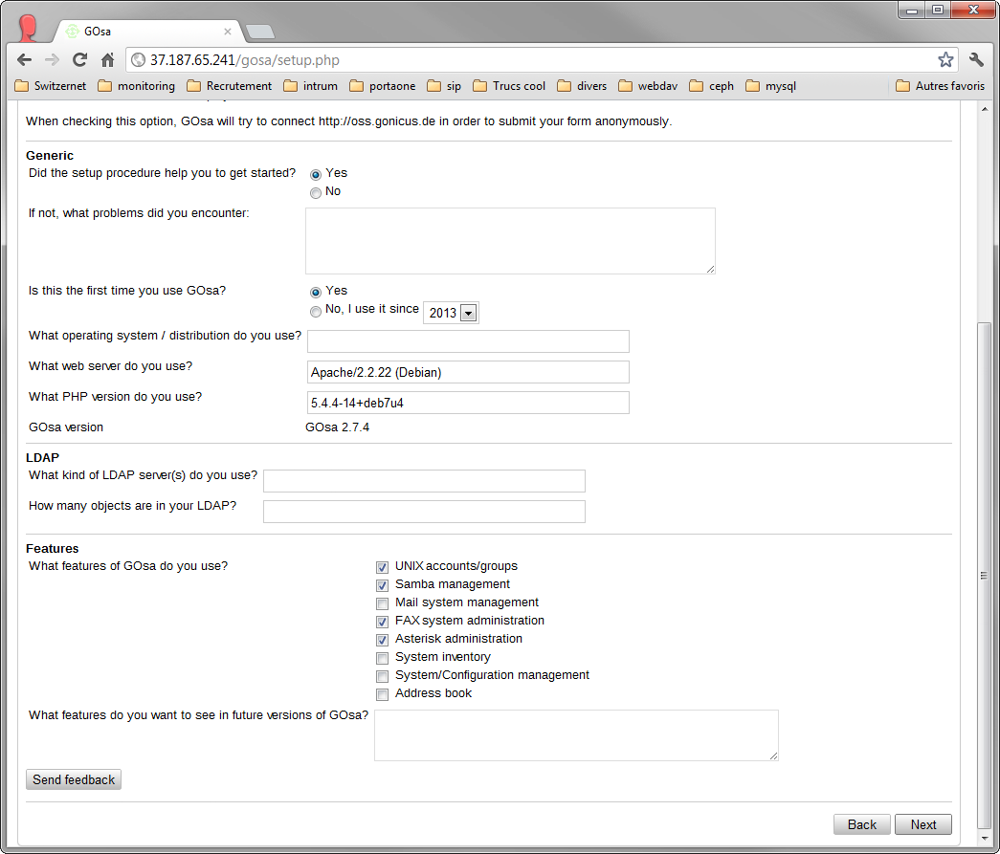 GOsa
37.187.65.241/gosa/setup.php
Switzernet monitoring Recrutement intrum portaone sip Trucs cool divers webdav ceph mysql Autres favoris
When checking this option, GOsa will try to connect http://oss.gonicus.de in order to submit your form anonymously.
Generic
Did the setup procedure help you to get started? Yes
No
If not, what problems did you encounter:
Is this the first time you use GOsa? Yes
No, I use it since 2013
What operating system / distribution do you use?
What web server do you use? Apache/2.2.22 (Debian)
What PHP version do you use? 5.4.4-14+deb7u4
GOsa version GOsa 2.7.4
LDAP
What kind of LDAP server(s) do you use?
How many objects are in your LDAP?
Features
What features of GOsa do you use? UNIX accounts/groups
Samba management
Mail system management
FAX system administration
Asterisk administration
System inventory
System/Configuration management
Address book
What features do you want to see in future versions of GOsa?
Send feedback
Back Next